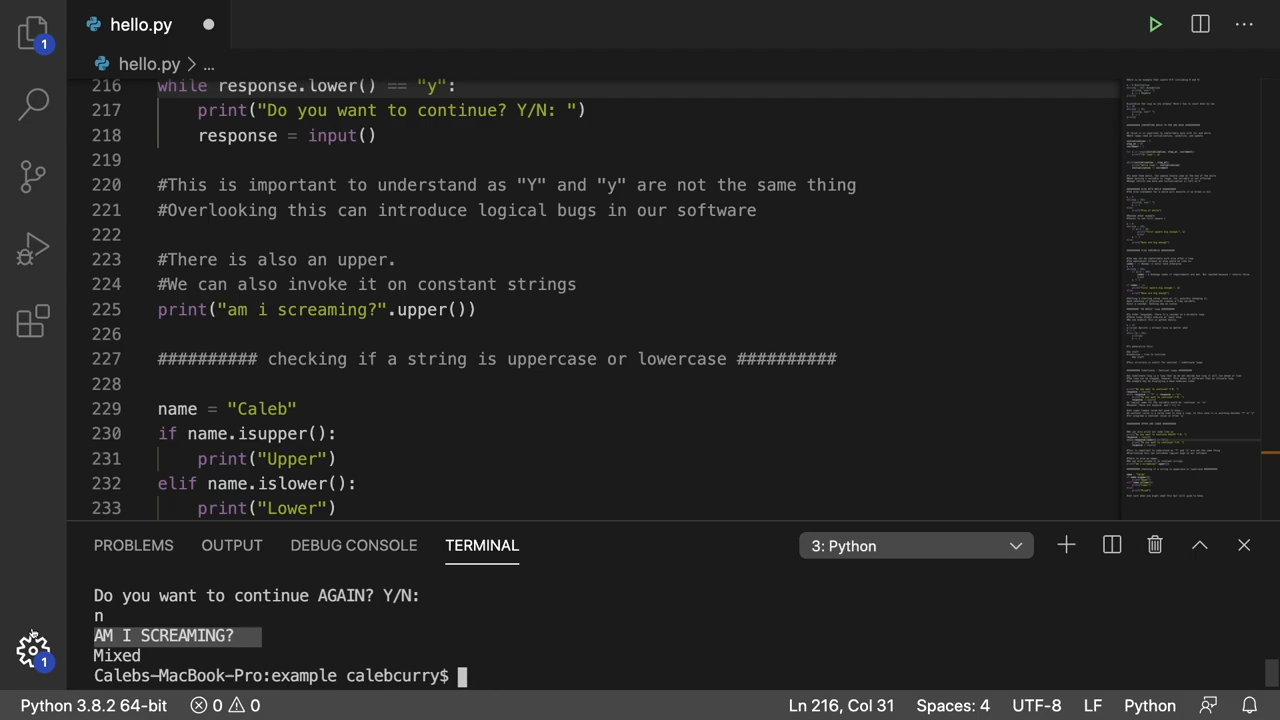 hello.py
1
hello.py > ...
216 while response.lower() == "y":
217 print("Do you want to continue? Y/N: ")
218 response = input()
219
220 #This is important to understand. "Y" and "y" are not the same thing
221 #Overlooking this can introduce logical bugs in our software
222
223 #There is also an upper.
224 #We can also invoke it on constant strings
225 print("am i screaming?".upper())
226
227 ########## checking if a string is uppercase or lowercase ##########
228
229 name = "Caleb"
230 if name.isupper():
231 print("Upper")
232 elif name.islower():
233 print("Lower")
PROBLEMS OUTPUT DEBUG CONSOLE TERMINAL 3: Python
Do you want to continue AGAIN? Y/N:
n
AM I SCREAMING?
Mixed
Calebs-MacBook-Pro:example calebcurry$
1
Python 3.8.2 64-bit 0 0 Ln 216, Col 31 Spaces: 4 UTF-8 LF Python